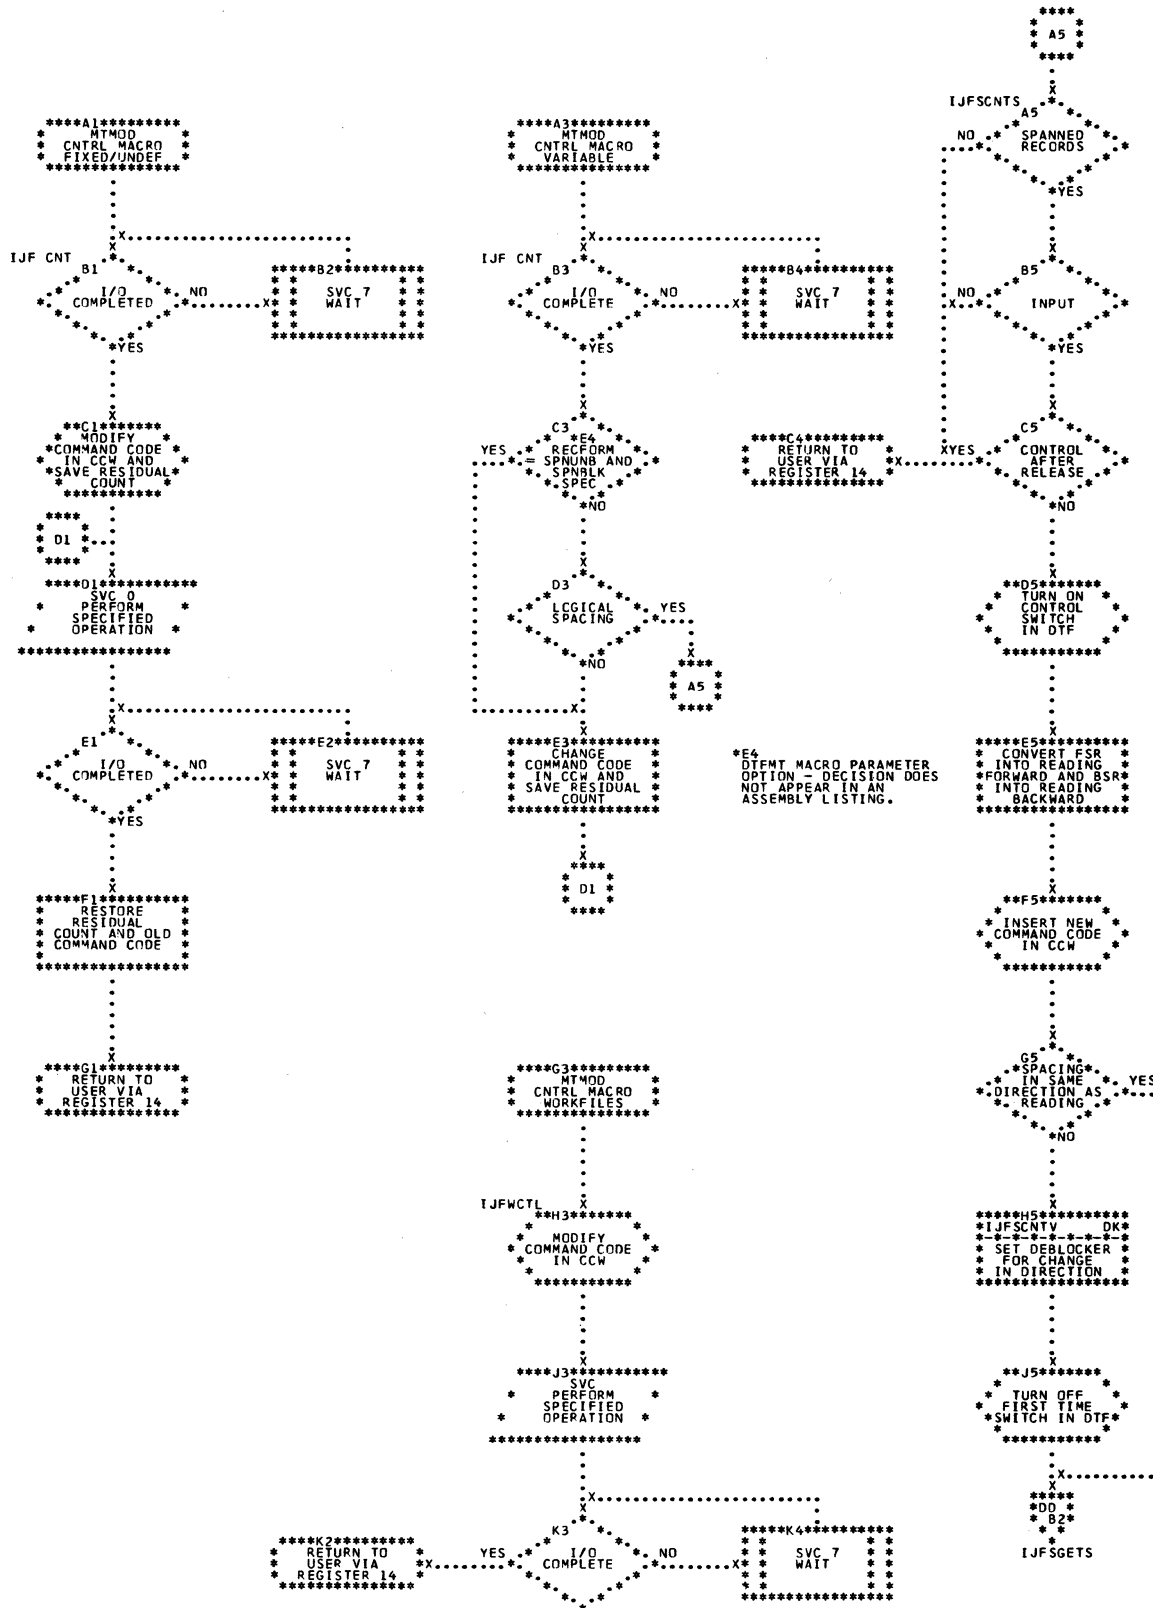 A5
IJFSCNTS
A5
SPANNED
RECORDS
NO
YES
A1
MTMOD
CNTRL MACRO
FIXED/UNDEF
A3
MTMOD
CNTRL MACRO
VARIABLE
IJF CNT
B1
I/O
COMPLETED
NO
YES
B2
SVC 7
WAIT
IJF CNT
B3
I/O
COMPLETE
NO
YES
B4
SVC 7
WAIT
B5
INPUT
NO
YES
C1
MODIFY
COMMAND CODE
IN CCW AND
SAVE RESIDUAL
COUNT
C3
*E4
RECFORM
= SPNUNB AND
SPNBLK
SPEC
YES
NO
C4
RETURN TO
USER VIA
REGISTER 14
C5
CONTROL
AFTER
RELEASE
YES
NO
D1
D1
SVC 0
PERFORM
SPECIFIED
OPERATION
D3
LCGICAL
SPACING
YES
NO
A5
D5
TURN ON
CONTROL
SWITCH
IN DTF
E1
I/O
COMPLETED
NO
YES
E2
SVC 7
WAIT
E3
CHANGE
COMMAND CODE
IN CCW AND
SAVE RESIDUAL
COUNT
*E4
DTFMT MACRO PARAMETER
OPTION - DECISION DOES
NOT APPEAR IN AN
ASSEMBLY LISTING.
E5
CONVERT FSR
INTO READING
FORWARD AND BSR
INTO READING
BACKWARD
D1
F1
RESTORE
RESIDUAL
COUNT AND OLD
COMMAND CODE
F5
INSERT NEW
COMMAND CODE
IN CCW
G1
RETURN TO
USER VIA
REGISTER 14
G3
MTMOD
CNTRL MACRO
WORKFILES
G5
SPACING
IN SAME
DIRECTION AS
READING
YES
NO
IJFWCTL
H3
MODIFY
COMMAND CODE
IN CCW
H5
IJFSCNTV DK
SET DEBLOCKER
FOR CHANGE
IN DIRECTION
J3
SVC
PERFORM
SPECIFIED
OPERATION
J5
TURN OFF
FIRST TIME
SWITCH IN DTF
K2
RETURN TO
USER VIA
REGISTER 14
YES
K3
I/O
COMPLETE
NO
K4
SVC 7
WAIT
DD
B2
IJFSGETS